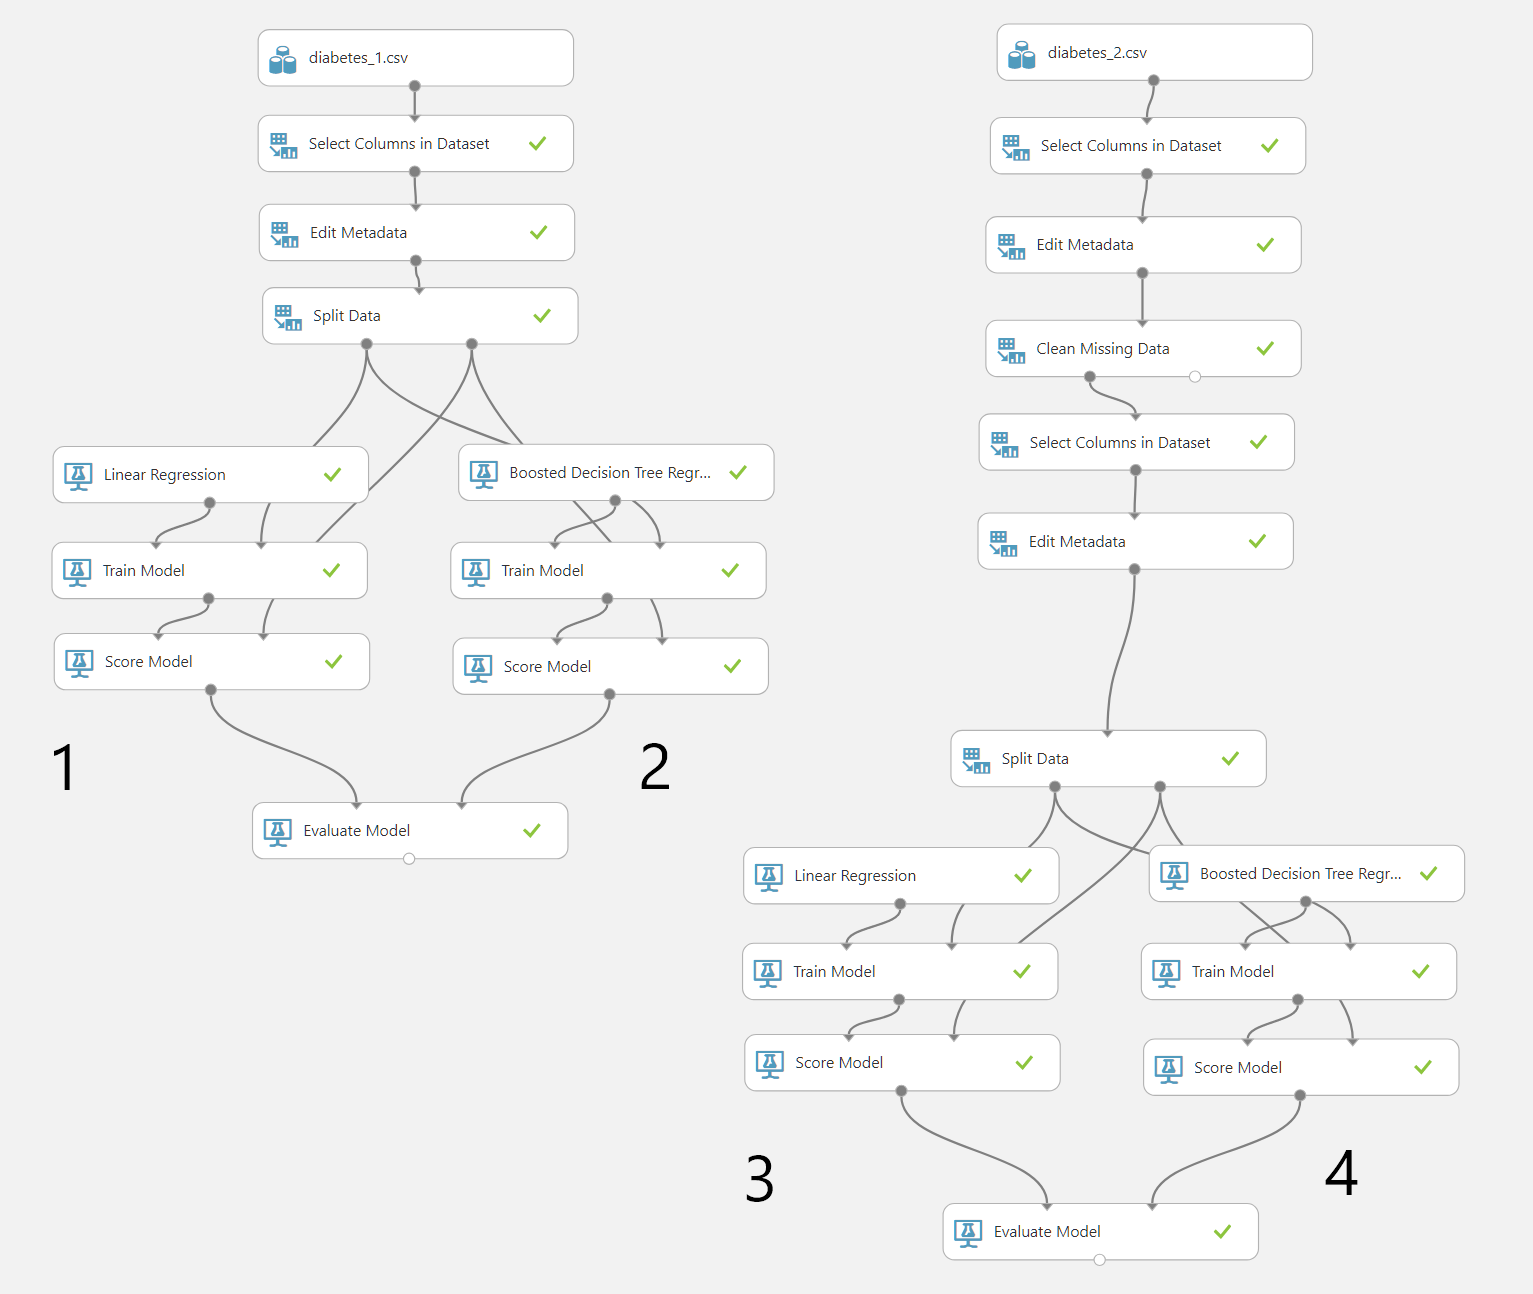 diabetes_1.csv
Select Columns in Dataset
Edit Metadata
Split Data
Linear Regression
Boosted Decision Tree Regr...
Train Model
Train Model
Score Model
Score Model
1
2
Evaluate Model
diabetes_2.csv
Select Columns in Dataset
Edit Metadata
Clean Missing Data
Select Columns in Dataset
Edit Metadata
Split Data
Linear Regression
Boosted Decision Tree Regr...
Train Model
Train Model
Score Model
Score Model
3
4
Evaluate Model